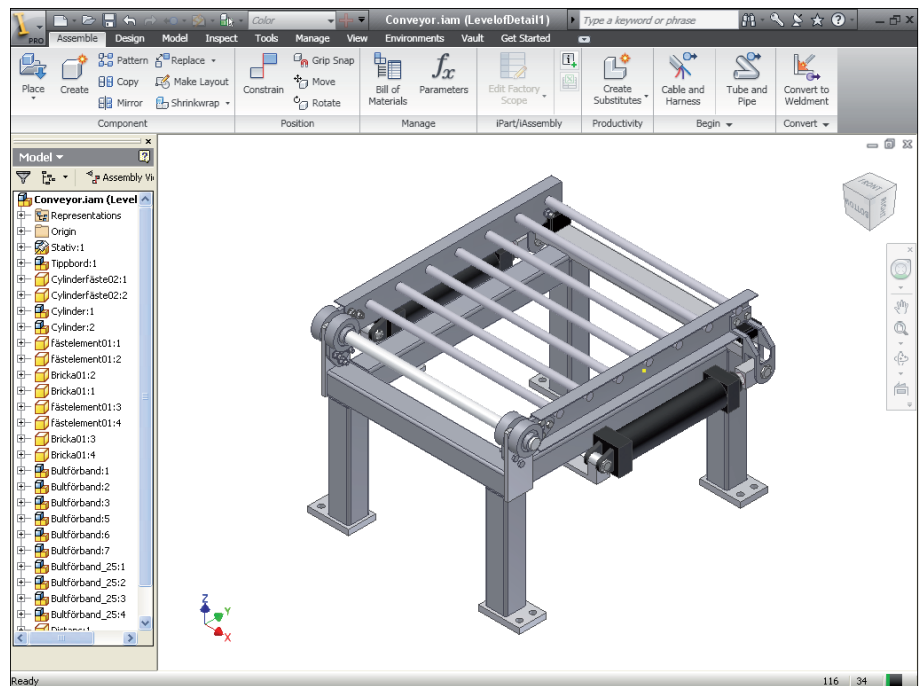 PRO
Color
Conveyor.iam (LevelofDetail1)
Type a keyword or phrase
Assemble Design Model Inspect Tools Manage View Environments Vault Get Started
Place
Create
Pattern
Copy
Mirror
Replace
Make Layout
Shrinkwrap
Component
Constrain
Grip Snap
Move
Rotate
Position
Bill of Materials
fx
Parameters
Manage
Edit Factory Scope
iPart/iAssembly
Create Substitutes
Productivity
Cable and Harness
Tube and Pipe
Begin
Convert to Weldment
Convert
Model
Assembly Vi
Conveyor.iam (Level
Representations
Origin
Stativ:1
Tippbord:1
Cylinderfäste02:1
Cylinderfäste02:2
Cylinder:1
Cylinder:2
fästelement01:1
fästelement01:2
Bricka01:2
Bricka01:1
fästelement01:3
fästelement01:4
Bricka01:3
Bricka01:4
Bultförband:1
Bultförband:2
Bultförband:3
Bultförband:5
Bultförband:6
Bultförband:7
Bultförband_25:1
Bultförband_25:2
Bultförband_25:3
Bultförband_25:4
Distans:1
FRONT
BOTTOM
Z
Y
X
Ready
116 34